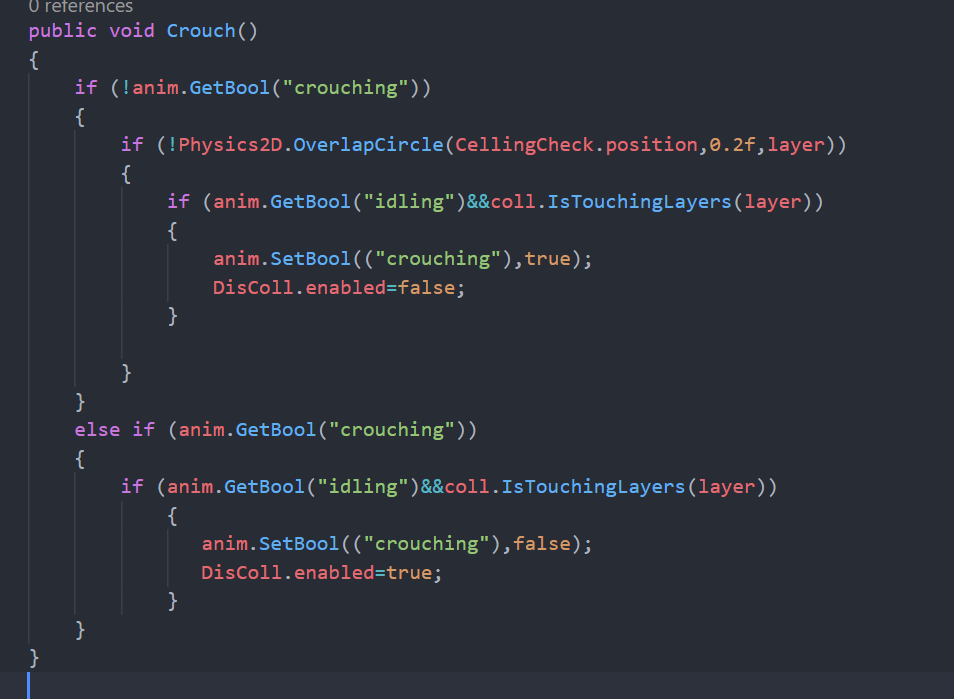 0 references
public void Crouch()
{
    if (!anim.GetBool("crouching"))
    {
        if (!Physics2D.OverlapCircle(CellingCheck.position,0.2f,layer))
        {
            if (anim.GetBool("idling")&&coll.IsTouchingLayers(layer))
            {
                anim.SetBool(("crouching"),true);
                DisColl.enabled=false;
            }

        }
    }
    else if (anim.GetBool("crouching"))
    {
        if (anim.GetBool("idling")&&coll.IsTouchingLayers(layer))
            {
               anim.SetBool(("crouching"),false);
               DisColl.enabled=true;
            }
    }
}